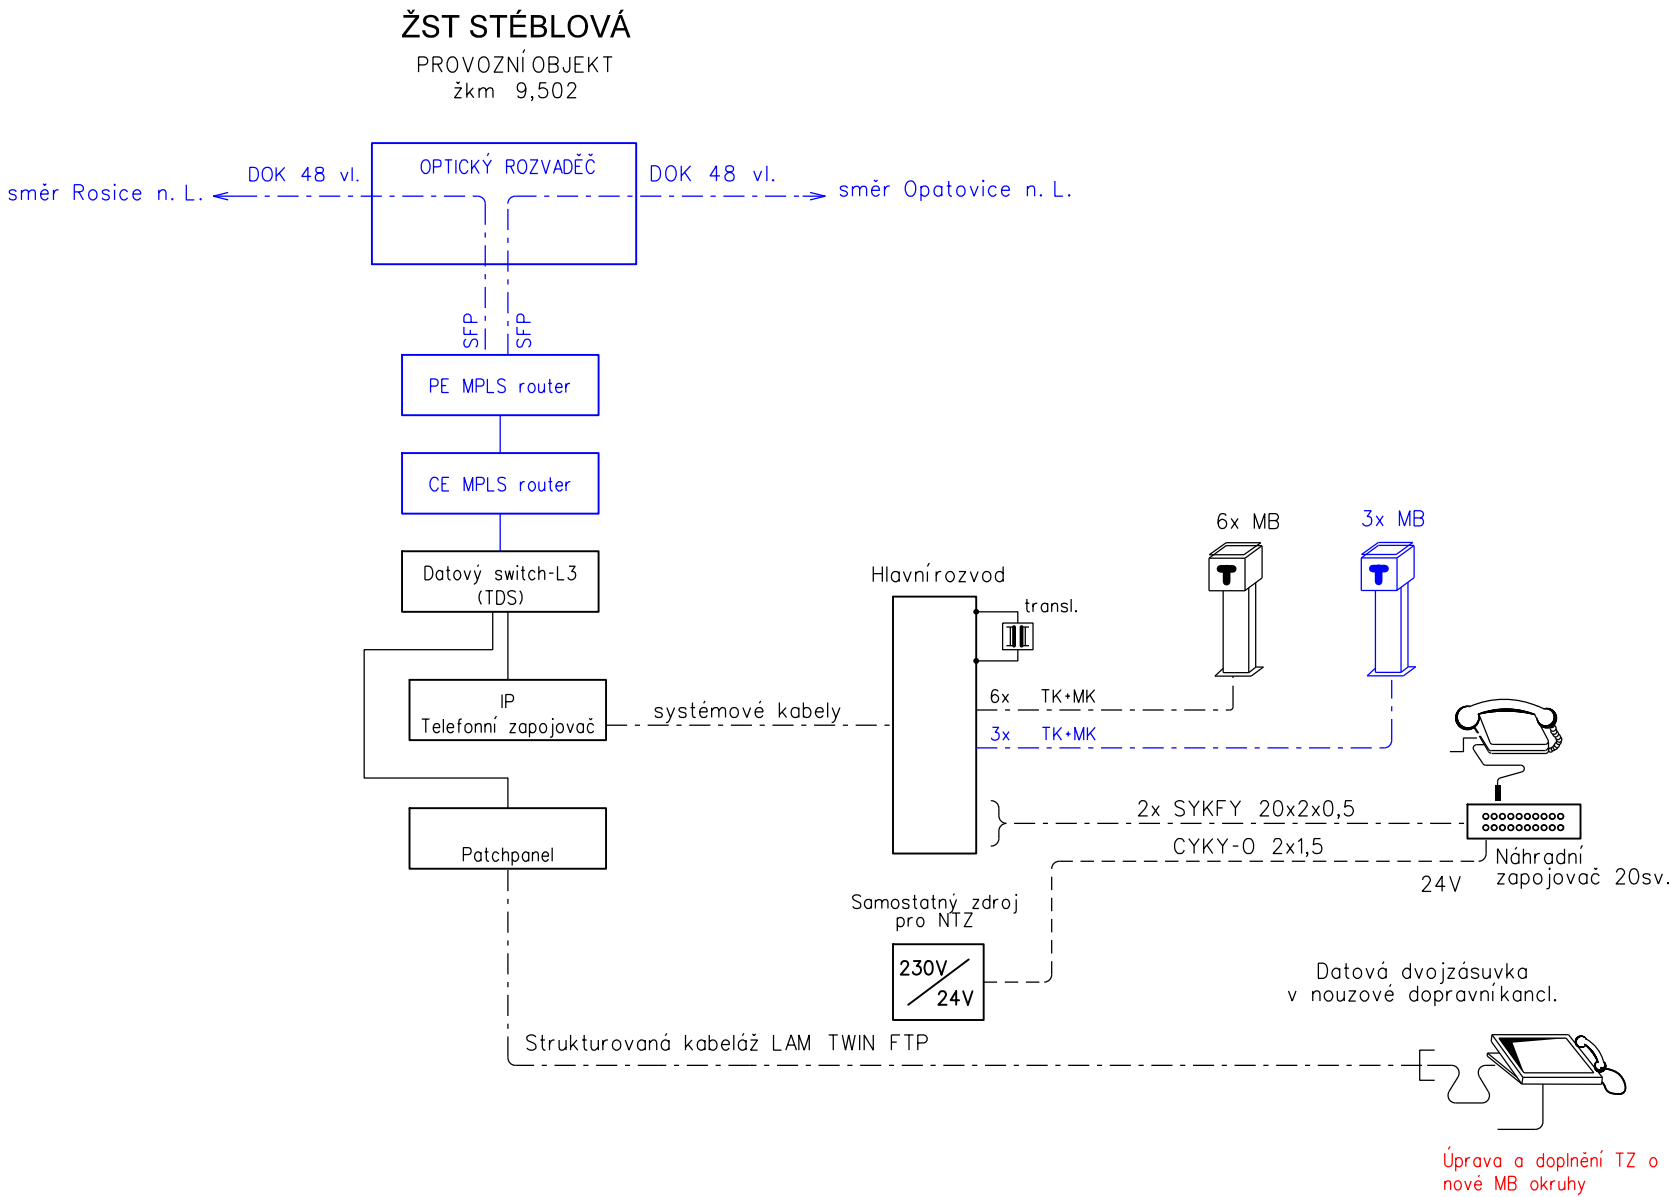 ŽST STÉBLOVÁ
PROVOZNÍ OBJEKT
žkm 9,502
OPTICKÝ ROZVADĚČ
DOK 48 vl.
DOK 48 vl.
směr Rosice n. L.
směr Opatovice n. L.
SFP
SFP
PE MPLS router
CE MPLS router
Datový switch-L3
(TDS)
IP
Telefonní zapojovač
systémové kabely
Patchpanel
Hlavní rozvod
transl.
6x MB
3x MB
6x TK+MK
3x TK+MK
2x SYKFY 20x2x0,5
CYKY-O 2x1,5
24V
Náhradní
zapojovač 20sv.
Samostatný zdroj
pro NTZ
230V
24V
Datová dvojzásuvka
v nouzové dopravní kancl.
Strukturovaná kabeláž LAM TWIN FTP
Úprava a doplnění TZ o
nové MB okruhy